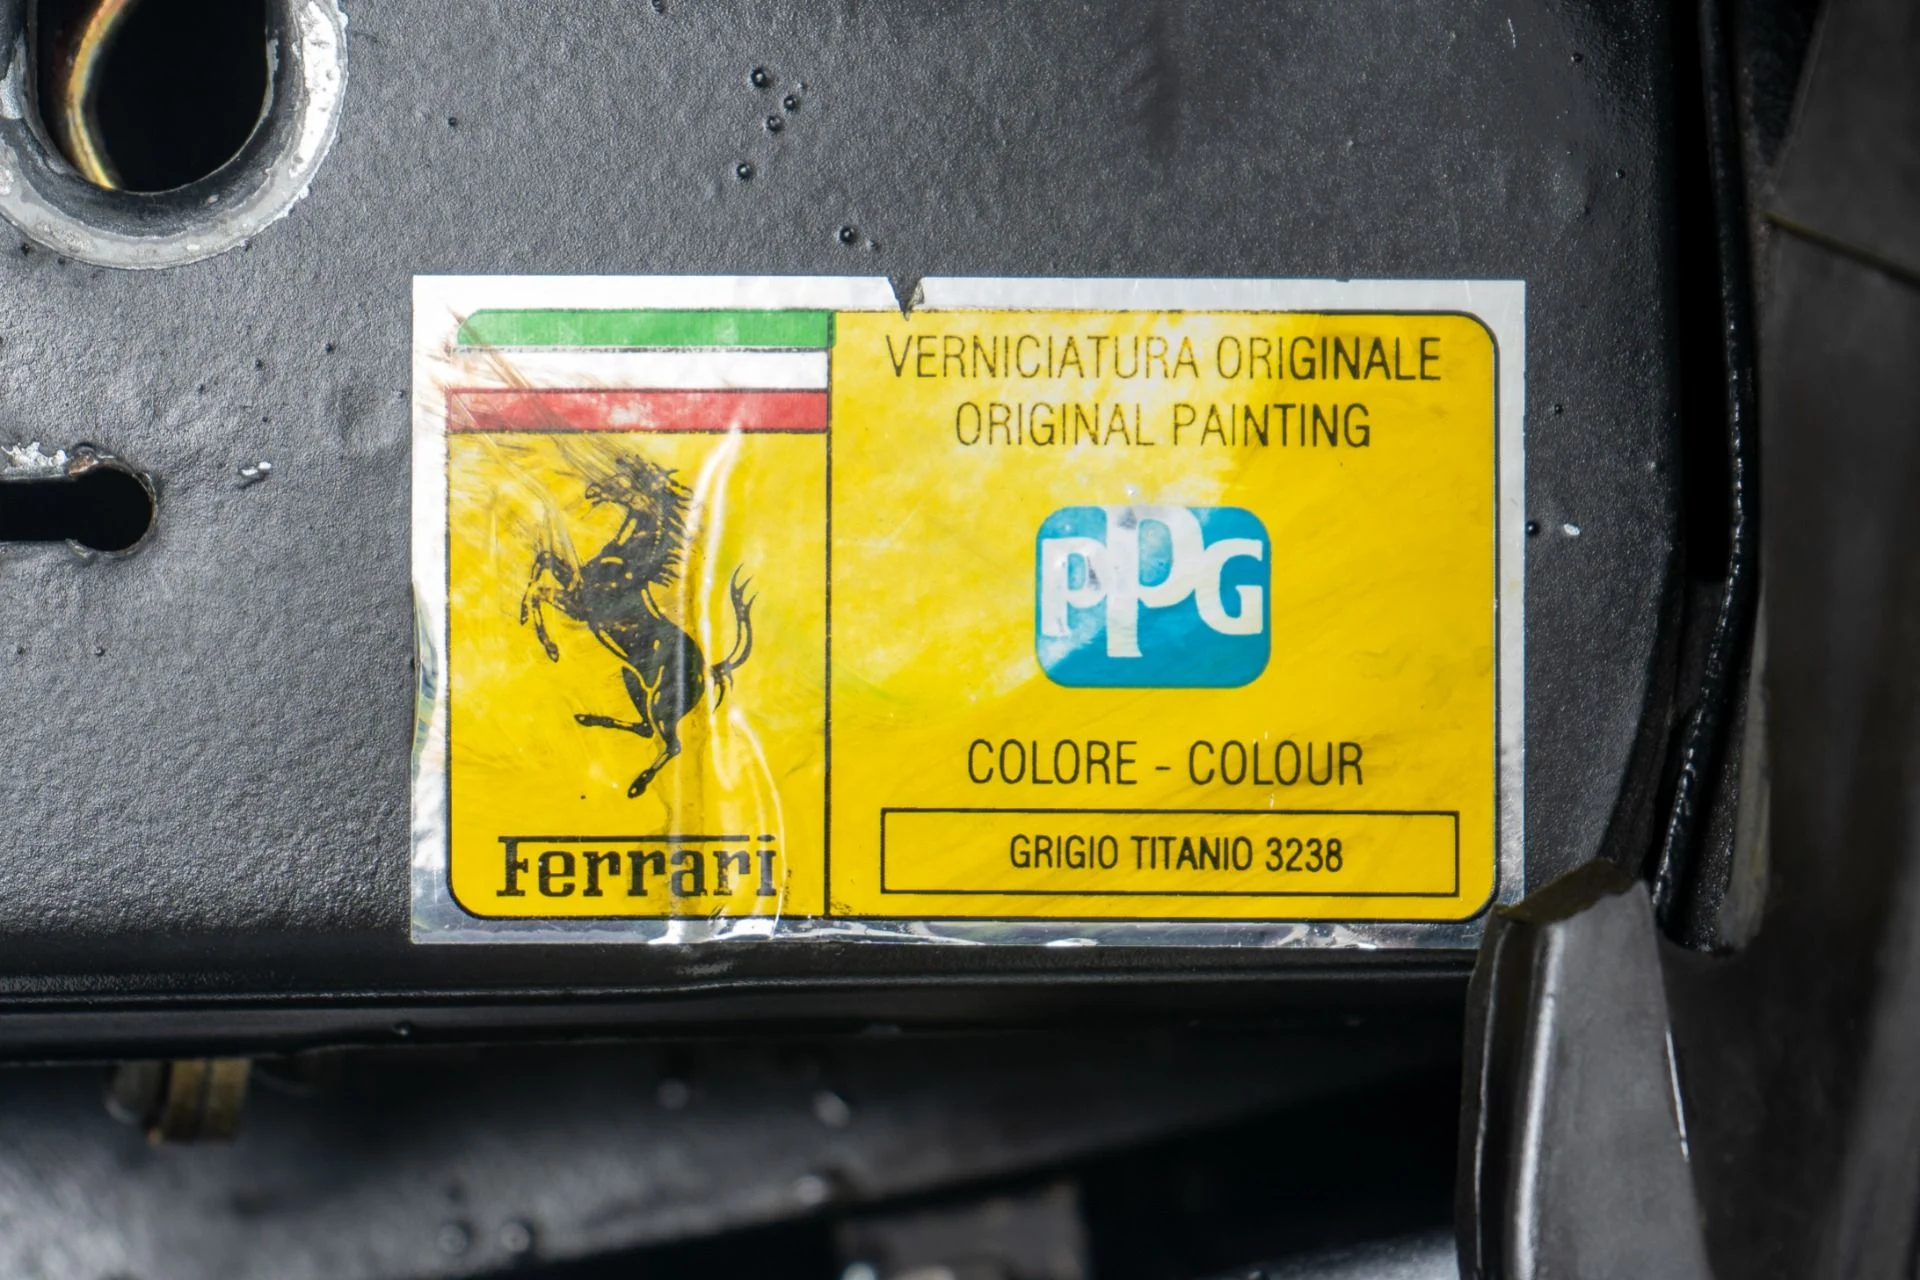 VERNICIATURA ORIGINALE
ORIGINAL PAINTING
PPG
COLORE - COLOUR
GRIGIO TITANIO 3238
Ferrari